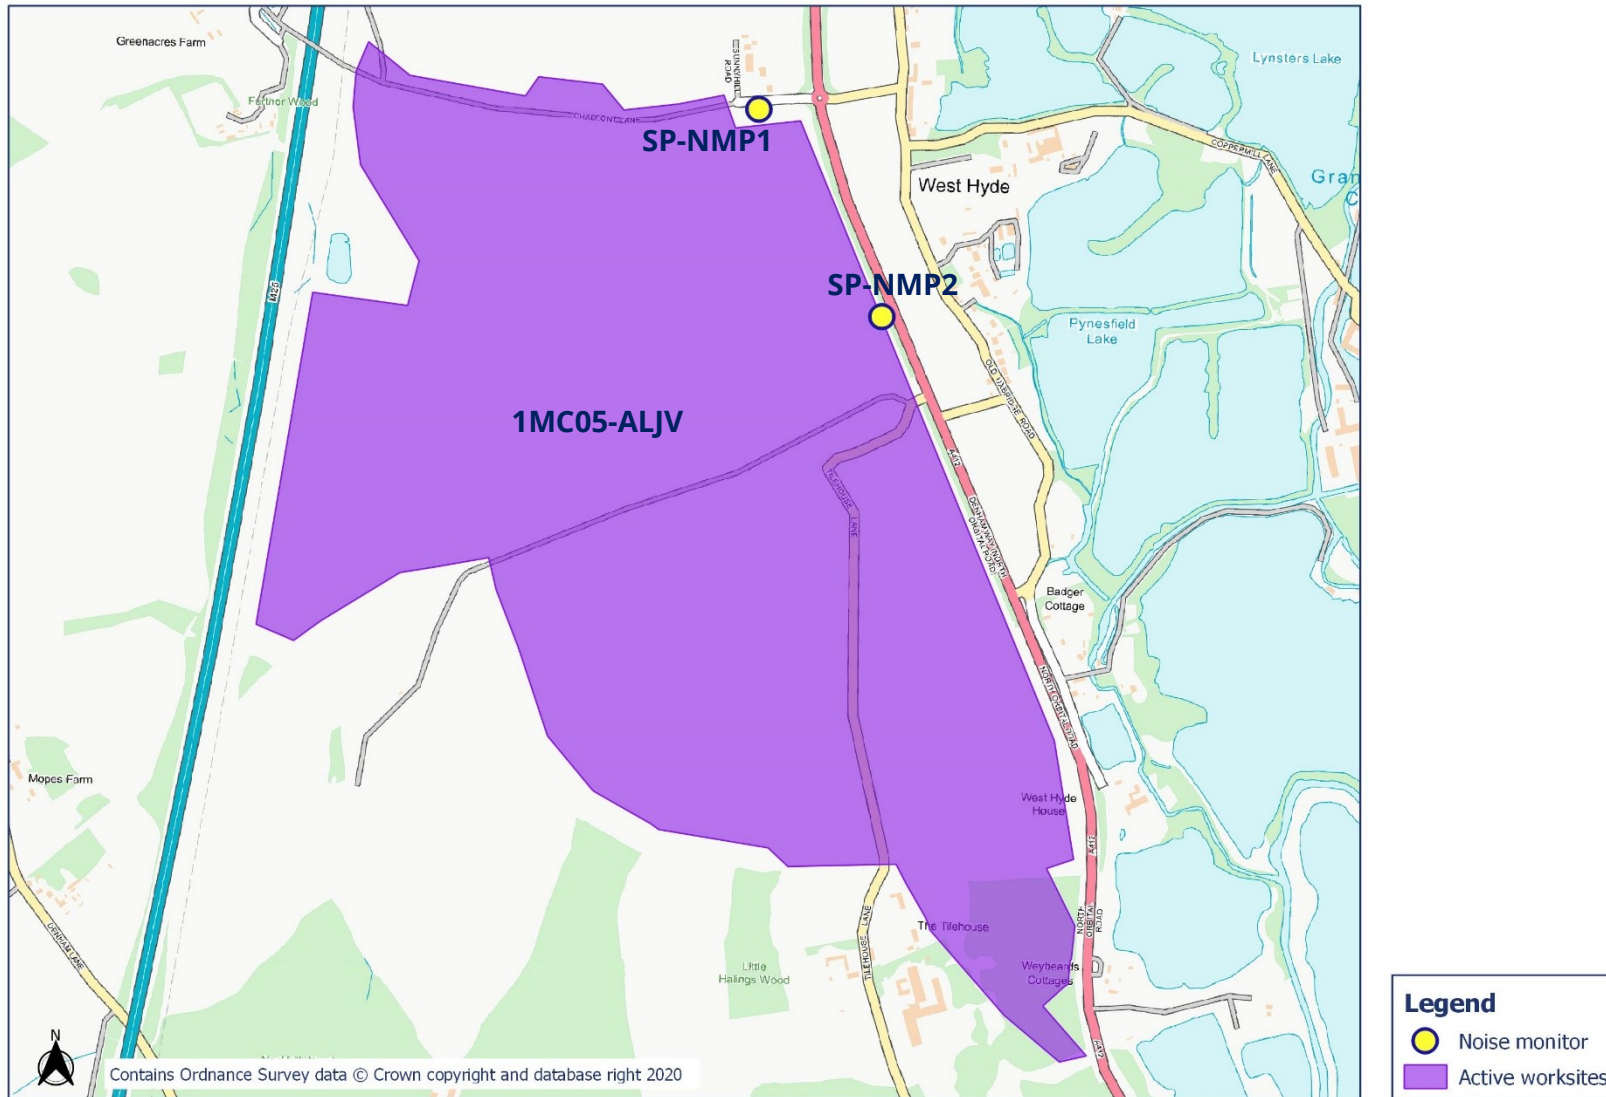 Greenacres Farm
Lynsters Lake
SUNNYHILL
ROAD
Furtner Wood
CHALFONT LANE
SP-NMP1
COPPERMILL LANE
West Hyde
Gran
C
M25
SP-NMP2
Pynesfield
Lake
OLD UXBRIDGE ROAD
1MC05-ALJV
A412
TILEHOUSE LANE
DENHAM WAY (NORTH
ORBITAL ROAD)
Badger
Cottage
NORTH ORBITAL ROAD
Mopes Farm
West Hyde
House
A412
NORTH
ORBITAL
ROAD
The Tilehouse
DENHAM LANE
TILEHOUSE LANE
Little
Halings Wood
Weybeards
Cottages
A412
N
Contains Ordnance Survey data © Crown copyright and database right 2020
Legend
Noise monitor
Active worksites